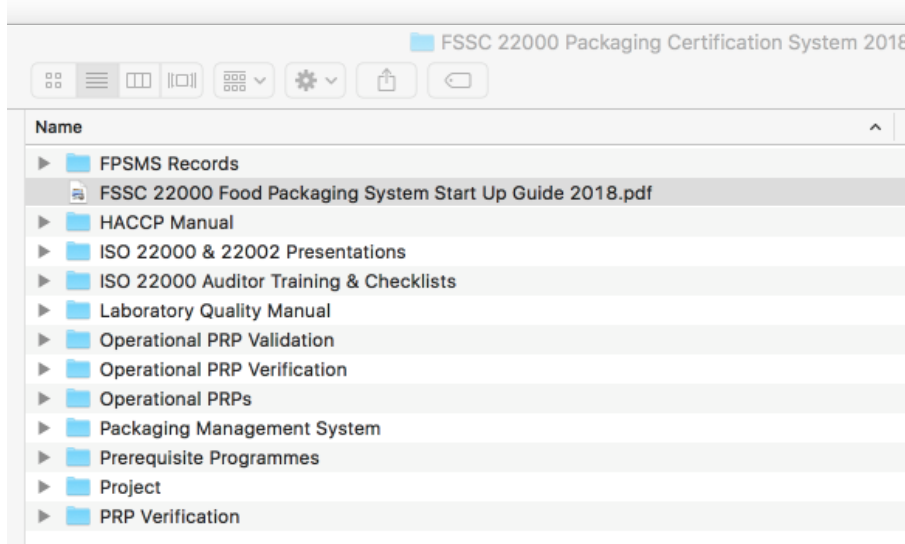 FSSC 22000 Packaging Certification System 2018
Name
FPSMS Records
FSSC 22000 Food Packaging System Start Up Guide 2018.pdf
HACCP Manual
ISO 22000 & 22002 Presentations
ISO 22000 Auditor Training & Checklists
Laboratory Quality Manual
Operational PRP Validation
Operational PRP Verification
Operational PRPs
Packaging Management System
Prerequisite Programmes
Project
PRP Verification